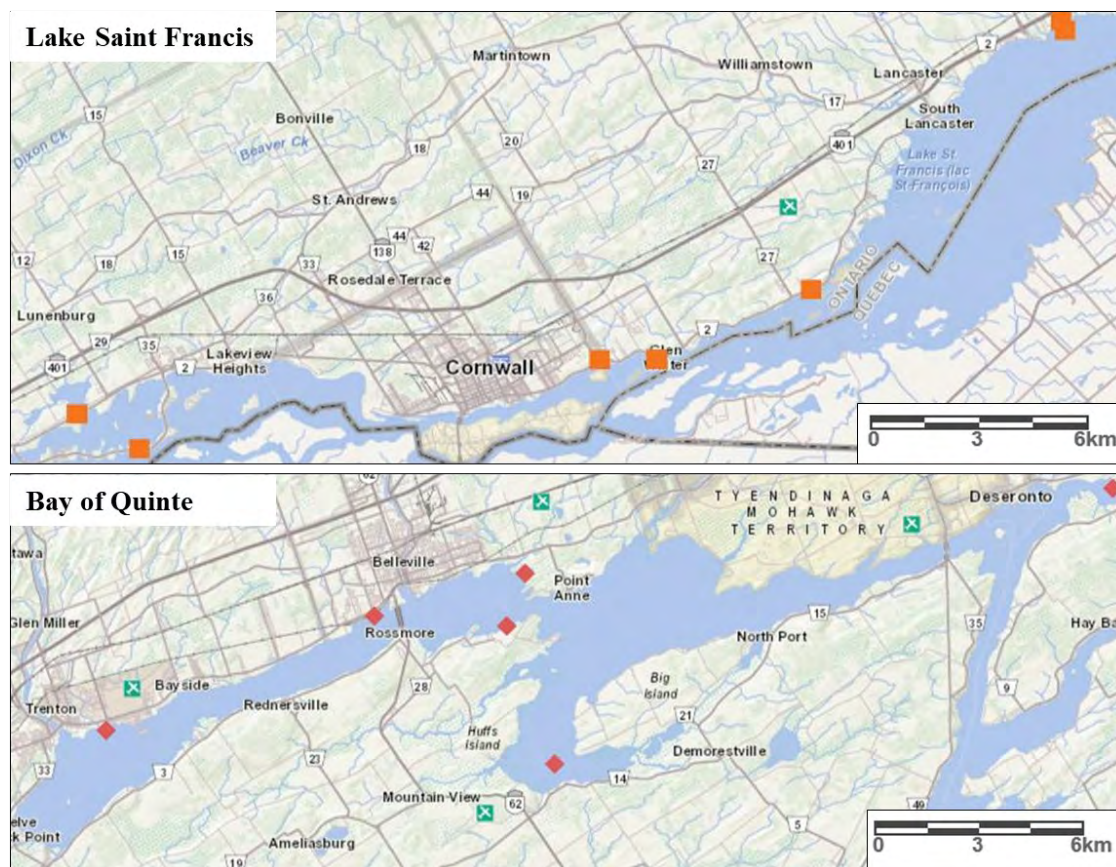 Lake Saint Francis
Martintown
Williamstown
2
Lancaster
15
Bonville
20
17
South
Lancaster
Dixon Ck
Beaver Ck
18
401
27
Lake St
Francis (lac
St-François)
St. Andrews
44
19
44
42
138
12
18
15
33
27
ONTARIO
QUEBEC
Rosedale Terrace
36
Lunenburg
29
35
2
Lakeview
Heights
401
2
Cornwall
Glen
0 3 6km
Bay of Quinte
62
TYENDINAGA
MOHAWK
TERRITORY
Deseronto
Belleville
Point
Anne
Glen Miller
Rossmore
15
North Port
35
Hay Ba
Bayside
28
Big
Island
9
Trenton
Rednersville
21
Huffs
Island
Demorestville
33
3
23
14
Mountain View
62
49
elve
k Point
Ameliasburg
5
19
0 3 6km